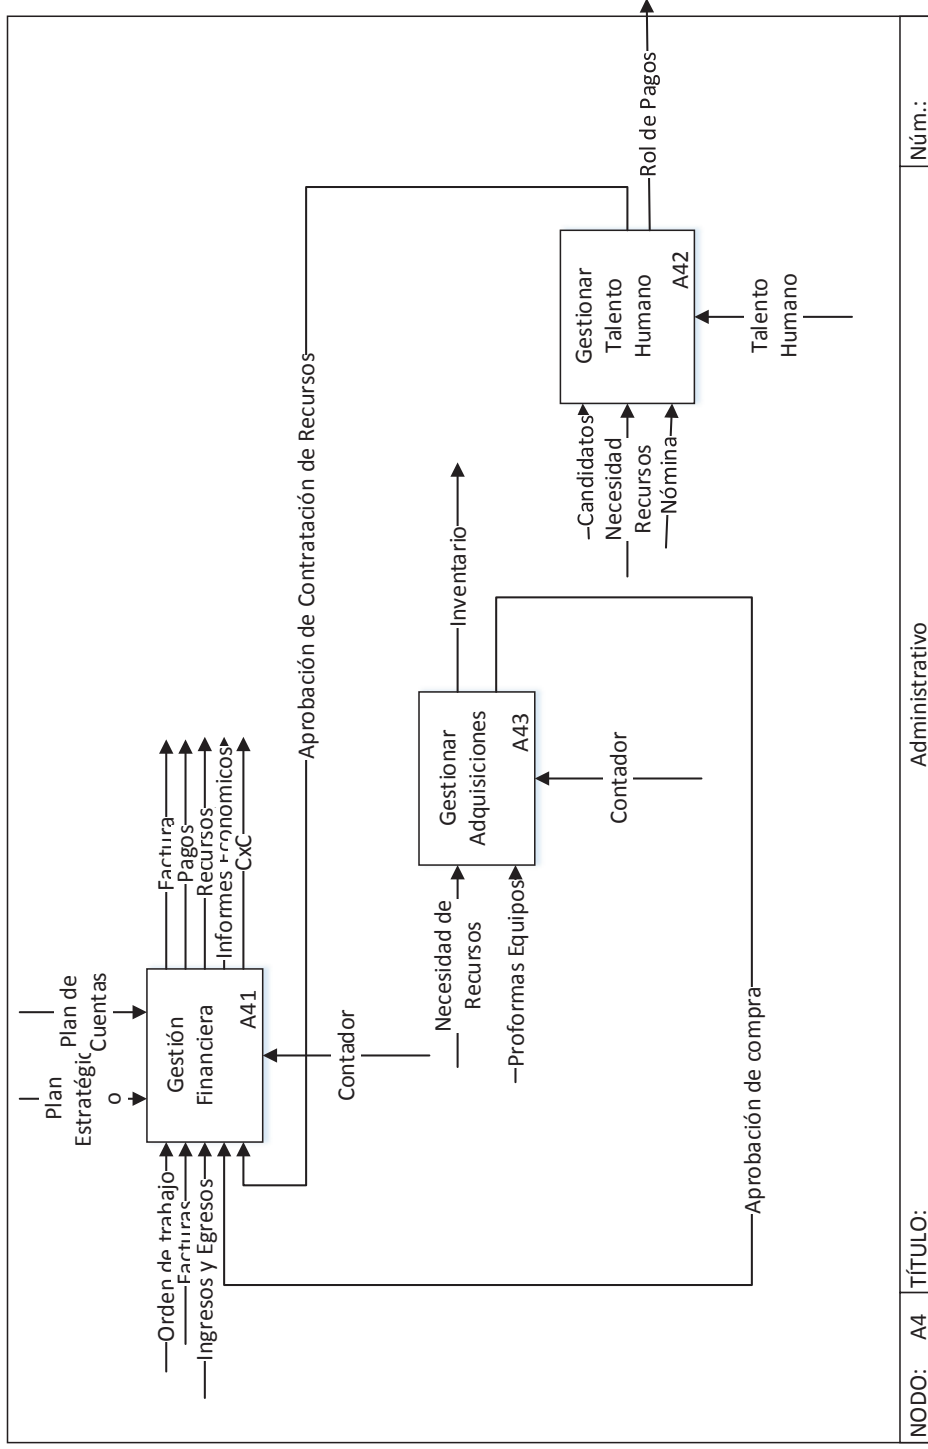 Plan
Estratégic
o
Plan de
Cuentas
Orden de trabajo
Facturas
Ingresos y Egresos
Gestión
Financiera
A41
Factura
Pagos
Recursos
Informes Economicos
CxC
Contador
Aprobación de Contratación de Recursos
Necesidad de
Recursos
Proformas Equipos
Gestionar
Adquisiciones
A43
Inventario
Contador
Aprobación de compra
Candidatos
Necesidad
Recursos
Nómina
Gestionar
Talento
Humano
A42
Rol de Pagos
Talento
Humano
NODO: A4
TÍTULO:
Administrativo
Núm.: